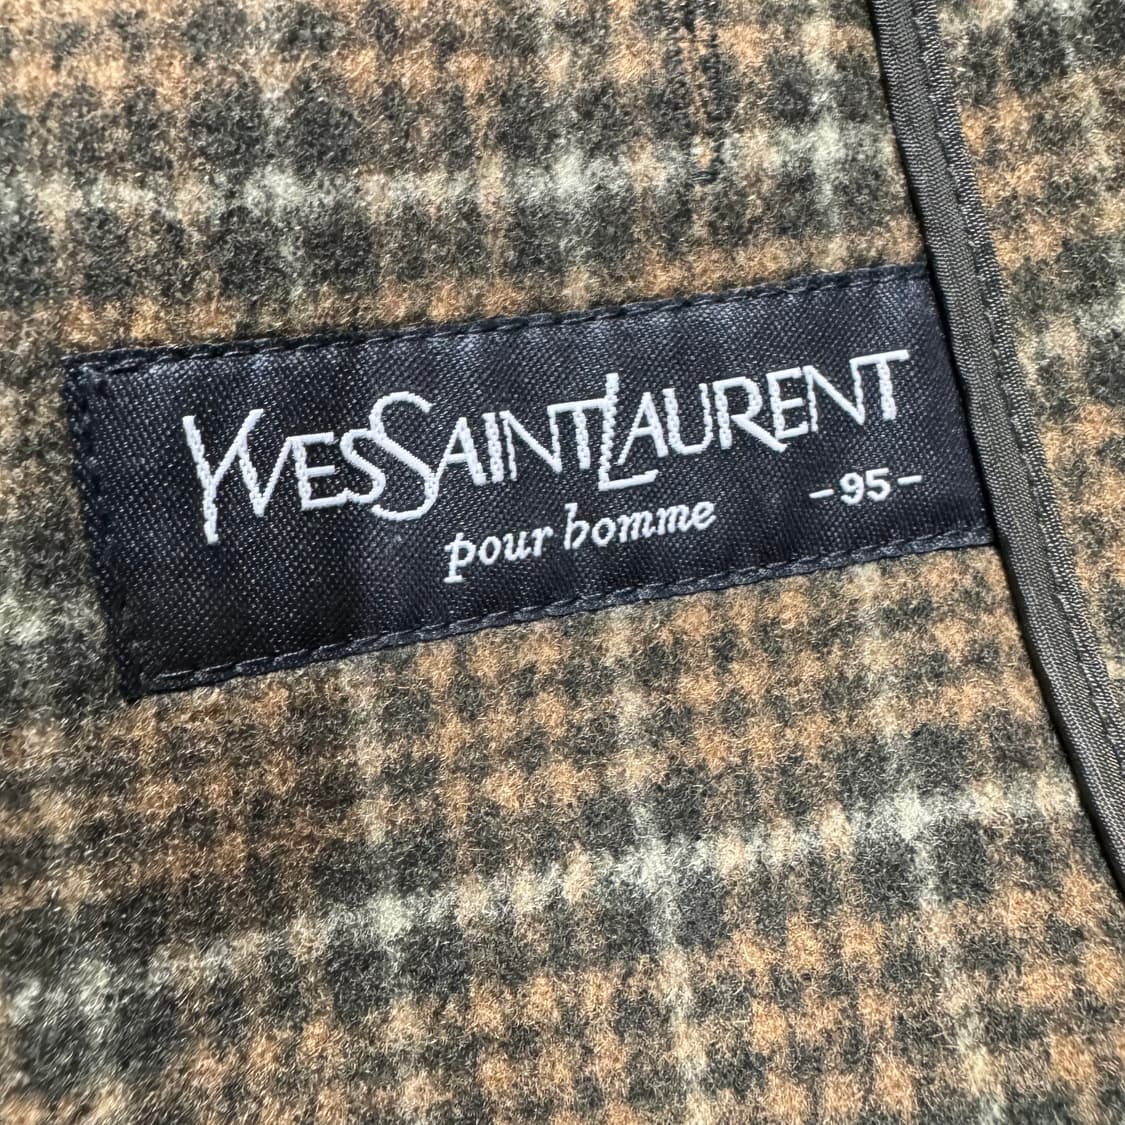 YVESSAINTLAURENT
pour homme
-95-